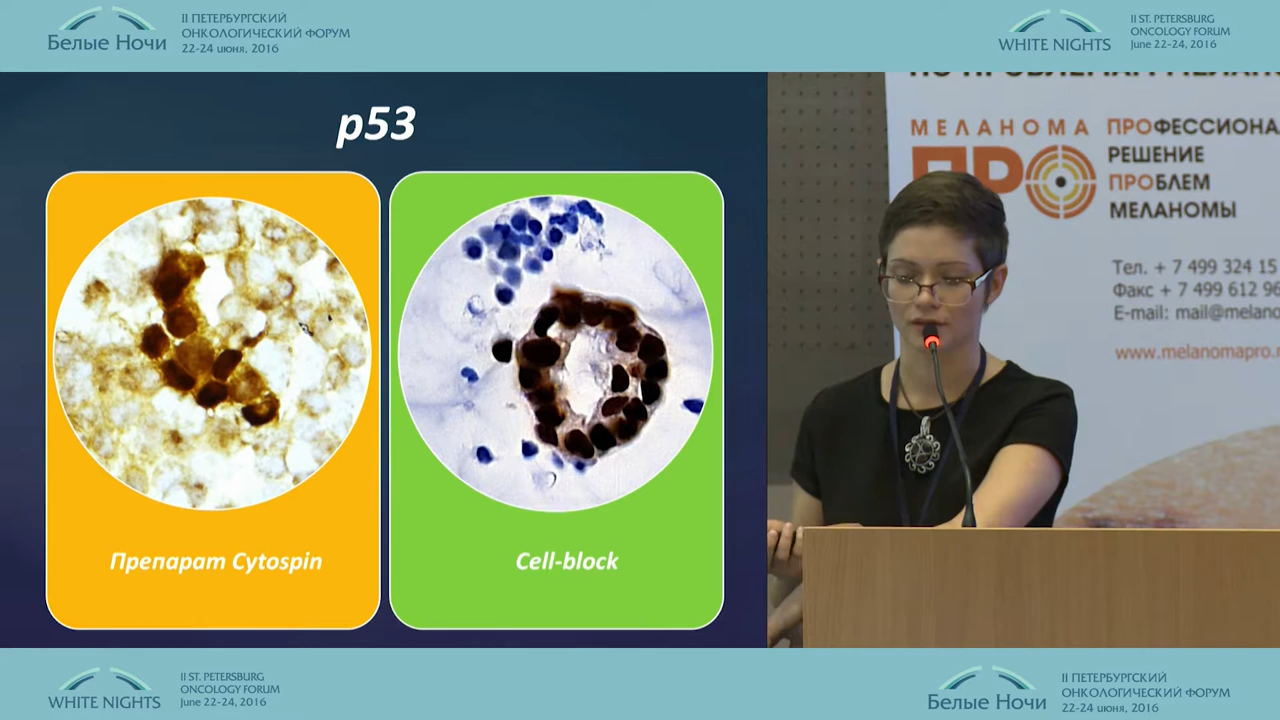 Белые Ночи
II ПЕТЕРБУРГСКИЙ
ОНКОЛОГИЧЕСКИЙ ФОРУМ
22-24 июня, 2016
WHITE NIGHTS
II ST. PETERSBURG
ONCOLOGY FORUM
June 22-24, 2016
p53
Препарат Cytospin
Cell-block
МЕЛАНОМА
ПРО
ПРОФЕССИОНА
РЕШЕНИЕ
ПРОБЛЕМ
МЕЛАНОМЫ
Тел. + 7 499 324 15
Факс + 7 499 612 96
E-mail: mail@melano
www.melanomapro.r
WHITE NIGHTS
II ST. PETERSBURG
ONCOLOGY FORUM
June 22-24, 2016
Белые Ночи
II ПЕТЕРБУРГСКИЙ
ОНКОЛОГИЧЕСКИЙ ФОРУМ
22-24 июня, 2016